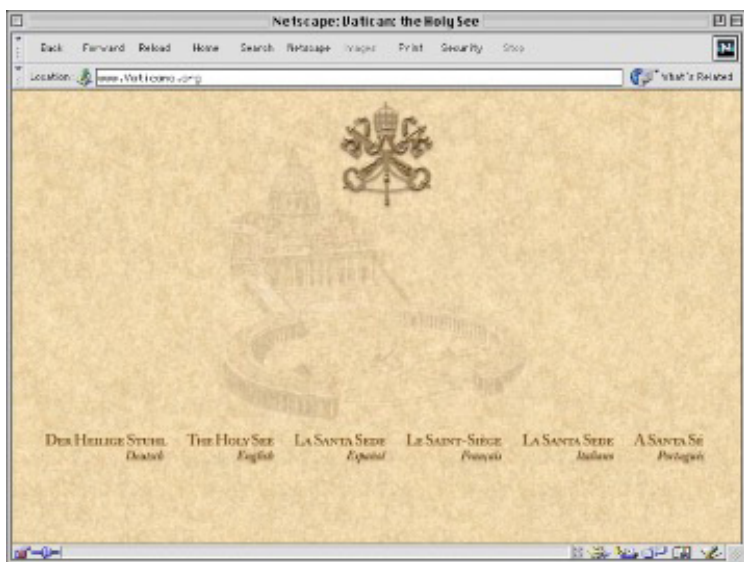 Netscape: Vatican: the Holy See
Back Forward Reload Home Search Netscape Images Print Security Stop
Location: www.Vaticano.org What's Related
DER HEILIGE STUHL THE HOLY SEE LA SANTA SEDE LE SAINT-SIÈGE LA SANTA SEDE A SANTA SÉ
Deutsch English Español Français Italiano Português